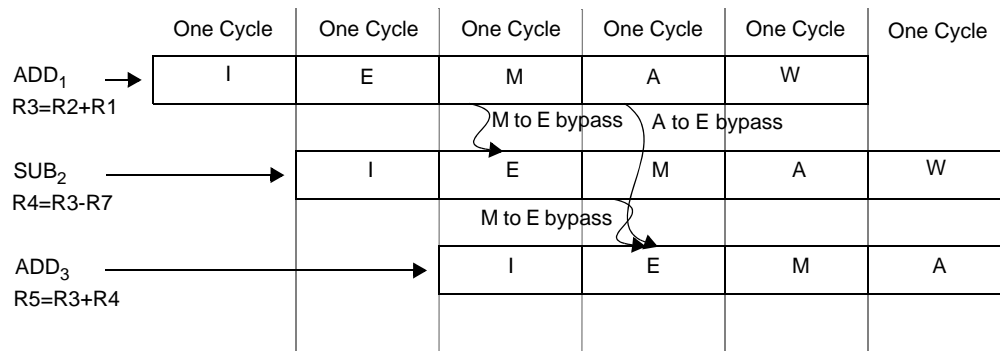 One Cycle One Cycle One Cycle One Cycle One Cycle One Cycle
ADD1 I E M A W
R3=R2+R1
M to E bypass A to E bypass
SUB2 I E M A W
R4=R3-R7
M to E bypass
ADD3 I E M A
R5=R3+R4